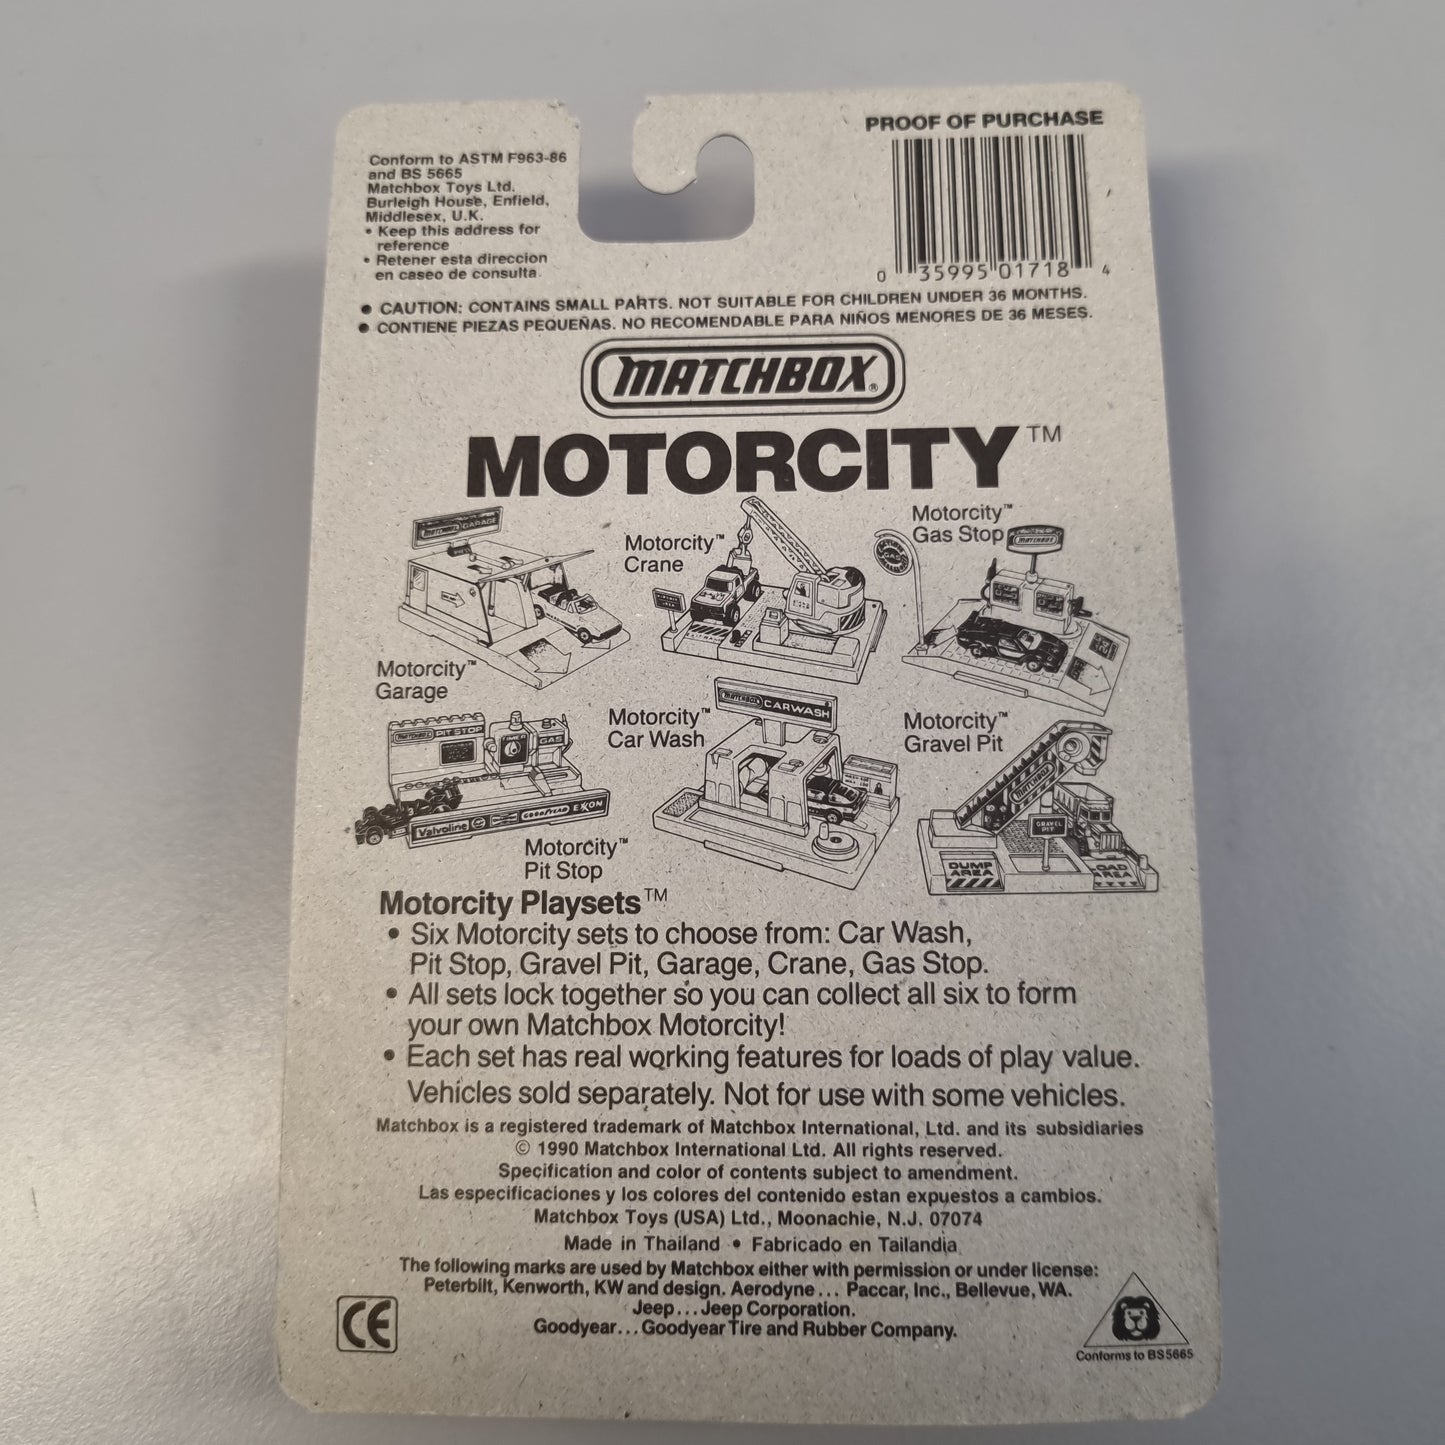 PROOF OF PURCHASE
Conform to ASTM F963-86
and BS 5665
Matchbox Toys Ltd.
Burleigh House, Enfield,
Middlesex, U.K.
• Keep this address for
reference
• Retener esta direccion
en caseo de consulta.
0 35995 01718 4
• CAUTION: CONTAINS SMALL PARTS. NOT SUITABLE FOR CHILDREN UNDER 36 MONTHS.
• CONTIENE PIEZAS PEQUEÑAS. NO RECOMENDABLE PARA NIÑOS MENORES DE 36 MESES.
MATCHBOX®
MOTORCITY™
MATCHBOX GARAGE
Motorcity™
Garage
Motorcity™
Crane
Motorcity™
Gas Stop
MATCHBOX
MATCHBOX PIT STOP
GAS
Valvoline GOODYEAR EXXON
Motorcity™
Pit Stop
Motorcity™
Car Wash
MATCHBOX CARWASH
Motorcity™
Gravel Pit
MATCHBOX
GRAVEL
PIT
DUMP
AREA
LOAD
AREA
Motorcity Playsets™
• Six Motorcity sets to choose from: Car Wash,
Pit Stop, Gravel Pit, Garage, Crane, Gas Stop.
• All sets lock together so you can collect all six to form
your own Matchbox Motorcity!
• Each set has real working features for loads of play value.
Vehicles sold separately. Not for use with some vehicles.
Matchbox is a registered trademark of Matchbox International, Ltd. and its subsidiaries
© 1990 Matchbox International Ltd. All rights reserved.
Specification and color of contents subject to amendment.
Las especificaciones y los colores del contenido estan expuestos a cambios.
Matchbox Toys (USA) Ltd., Moonachie, N.J. 07074
Made in Thailand • Fabricado en Tailandia
The following marks are used by Matchbox either with permission or under license:
Peterbilt, Kenworth, KW and design. Aerodyne... Paccar, Inc., Bellevue, WA.
Jeep...Jeep Corporation.
Goodyear...Goodyear Tire and Rubber Company.
CE
Conforms to BS5665